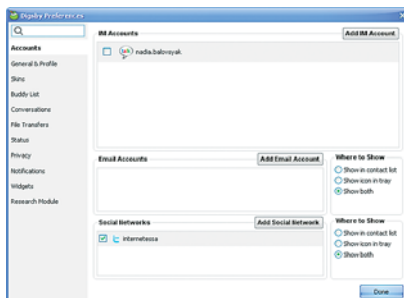 Digsby Preferences
Accounts
General & Profile
Skins
Buddy List
Conversations
File Transfers
Status
Privacy
Notifications
Widgets
Research Module
IM Accounts
Add IM Account
nadia.balovsyak
Email Accounts
Add Email Account
Where to Show
Show in contact list
Show icon in tray
Show both
Social Networks
Add Social Network
Where to Show
internetessa
Show in contact list
Show icon in tray
Show both
Done